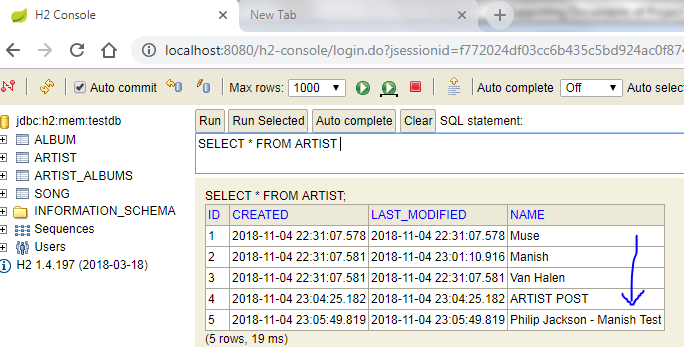 H2 Console
New Tab
localhost:8080/h2-console/login.do?jsessionid=f772024df03cc6b435c5bd924ac0f874
Auto commit Max rows: 1000 Auto complete Off Auto selec
jdbc:h2:mem:testdb
ALBUM
ARTIST
ARTIST_ALBUMS
SONG
INFORMATION_SCHEMA
Sequences
Users
H2 1.4.197 (2018-03-18)
Run Run Selected Auto complete Clear SQL statement:
SELECT * FROM ARTIST
SELECT * FROM ARTIST;
ID CREATED LAST_MODIFIED NAME
1 2018-11-04 22:31:07.578 2018-11-04 22:31:07.578 Muse
2 2018-11-04 22:31:07.581 2018-11-04 23:01:10.916 Manish
3 2018-11-04 22:31:07.581 2018-11-04 22:31:07.581 Van Halen
4 2018-11-04 23:04:25.182 2018-11-04 23:04:25.182 ARTIST POST
5 2018-11-04 23:05:49.819 2018-11-04 23:05:49.819 Philip Jackson - Manish Test
(5 rows, 19 ms)